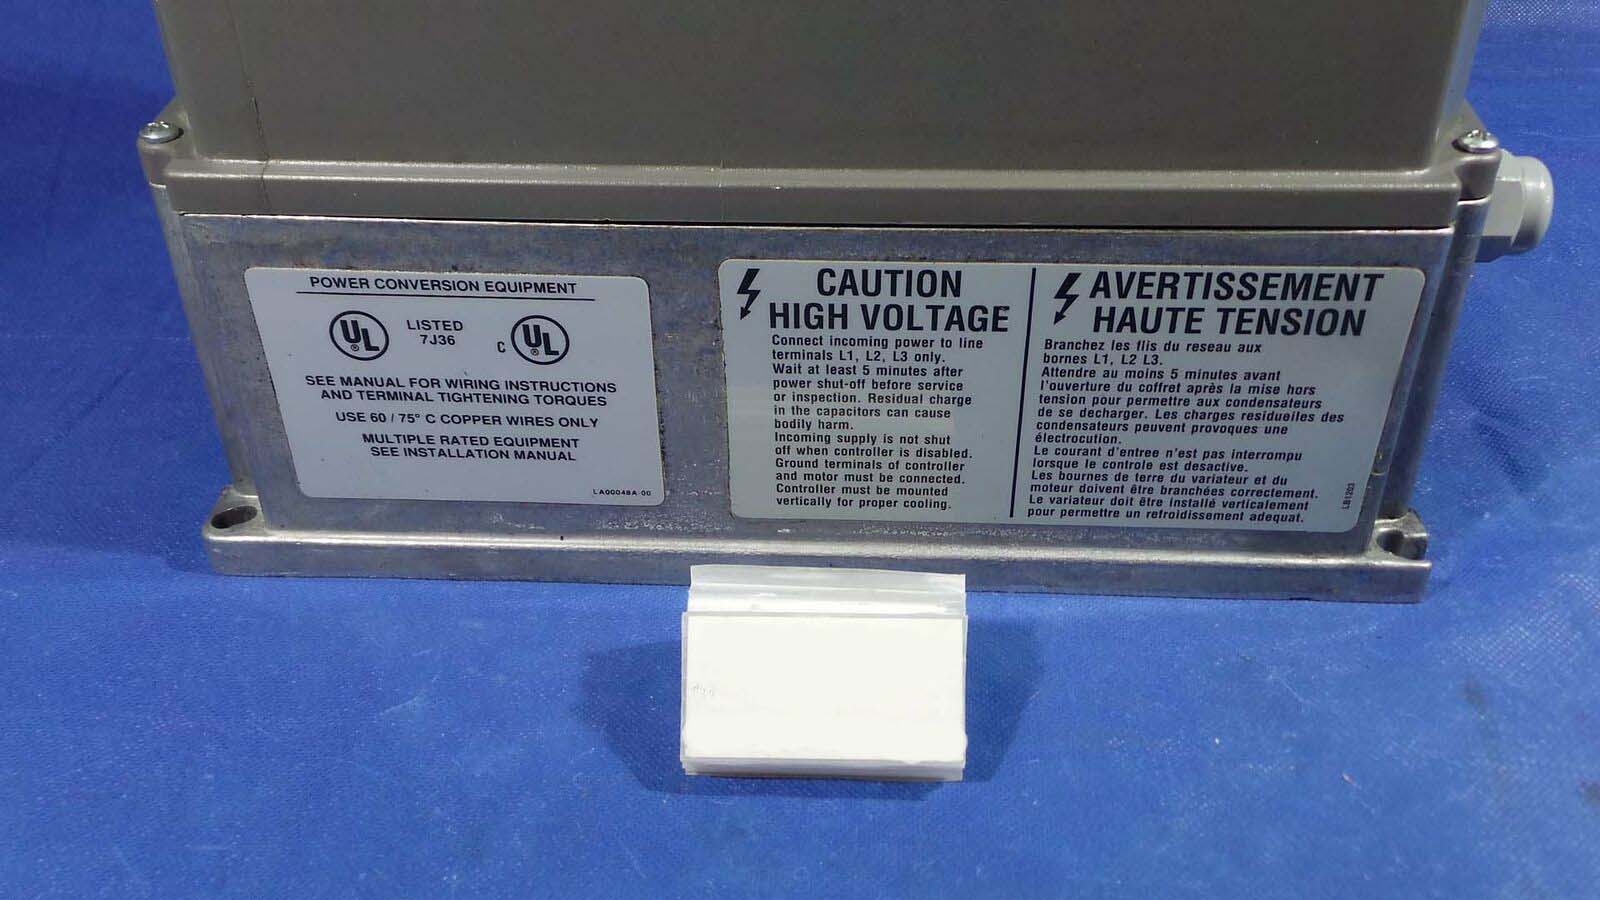 POWER CONVERSION EQUIPMENT
UL
LISTED
7J36
C UL
SEE MANUAL FOR WIRING INSTRUCTIONS
AND TERMINAL TIGHTENING TORQUES
USE 60 / 75° C COPPER WIRES ONLY
MULTIPLE RATED EQUIPMENT
SEE INSTALLATION MANUAL
LA00048A-00
CAUTION
HIGH VOLTAGE
Connect incoming power to line
terminals L1, L2, L3 only.
Wait at least 5 minutes after
power shut-off before service
or inspection. Residual charge
in the capacitors can cause
bodily harm.
Incoming supply is not shut
off when controller is disabled.
Ground terminals of controller
and motor must be connected.
Controller must be mounted
vertically for proper cooling.
AVERTISSEMENT
HAUTE TENSION
Branchez les flis du reseau aux
bornes L1, L2 L3.
Attendre au moins 5 minutes avant
l'ouverture du coffret après la mise hors
tension pour permettre aux condensateurs
de se decharger. Les charges residuelles des
condensateurs peuvent provoques une
électrocution.
Le courant d'entree n'est pas interrompu
lorsque le controle est desactive.
Les bournes de terre du variateur et du
moteur doivent être branchées correctement.
Le variateur doit être installé verticalement
pour permettre un refroidissement adequat.
LB1203